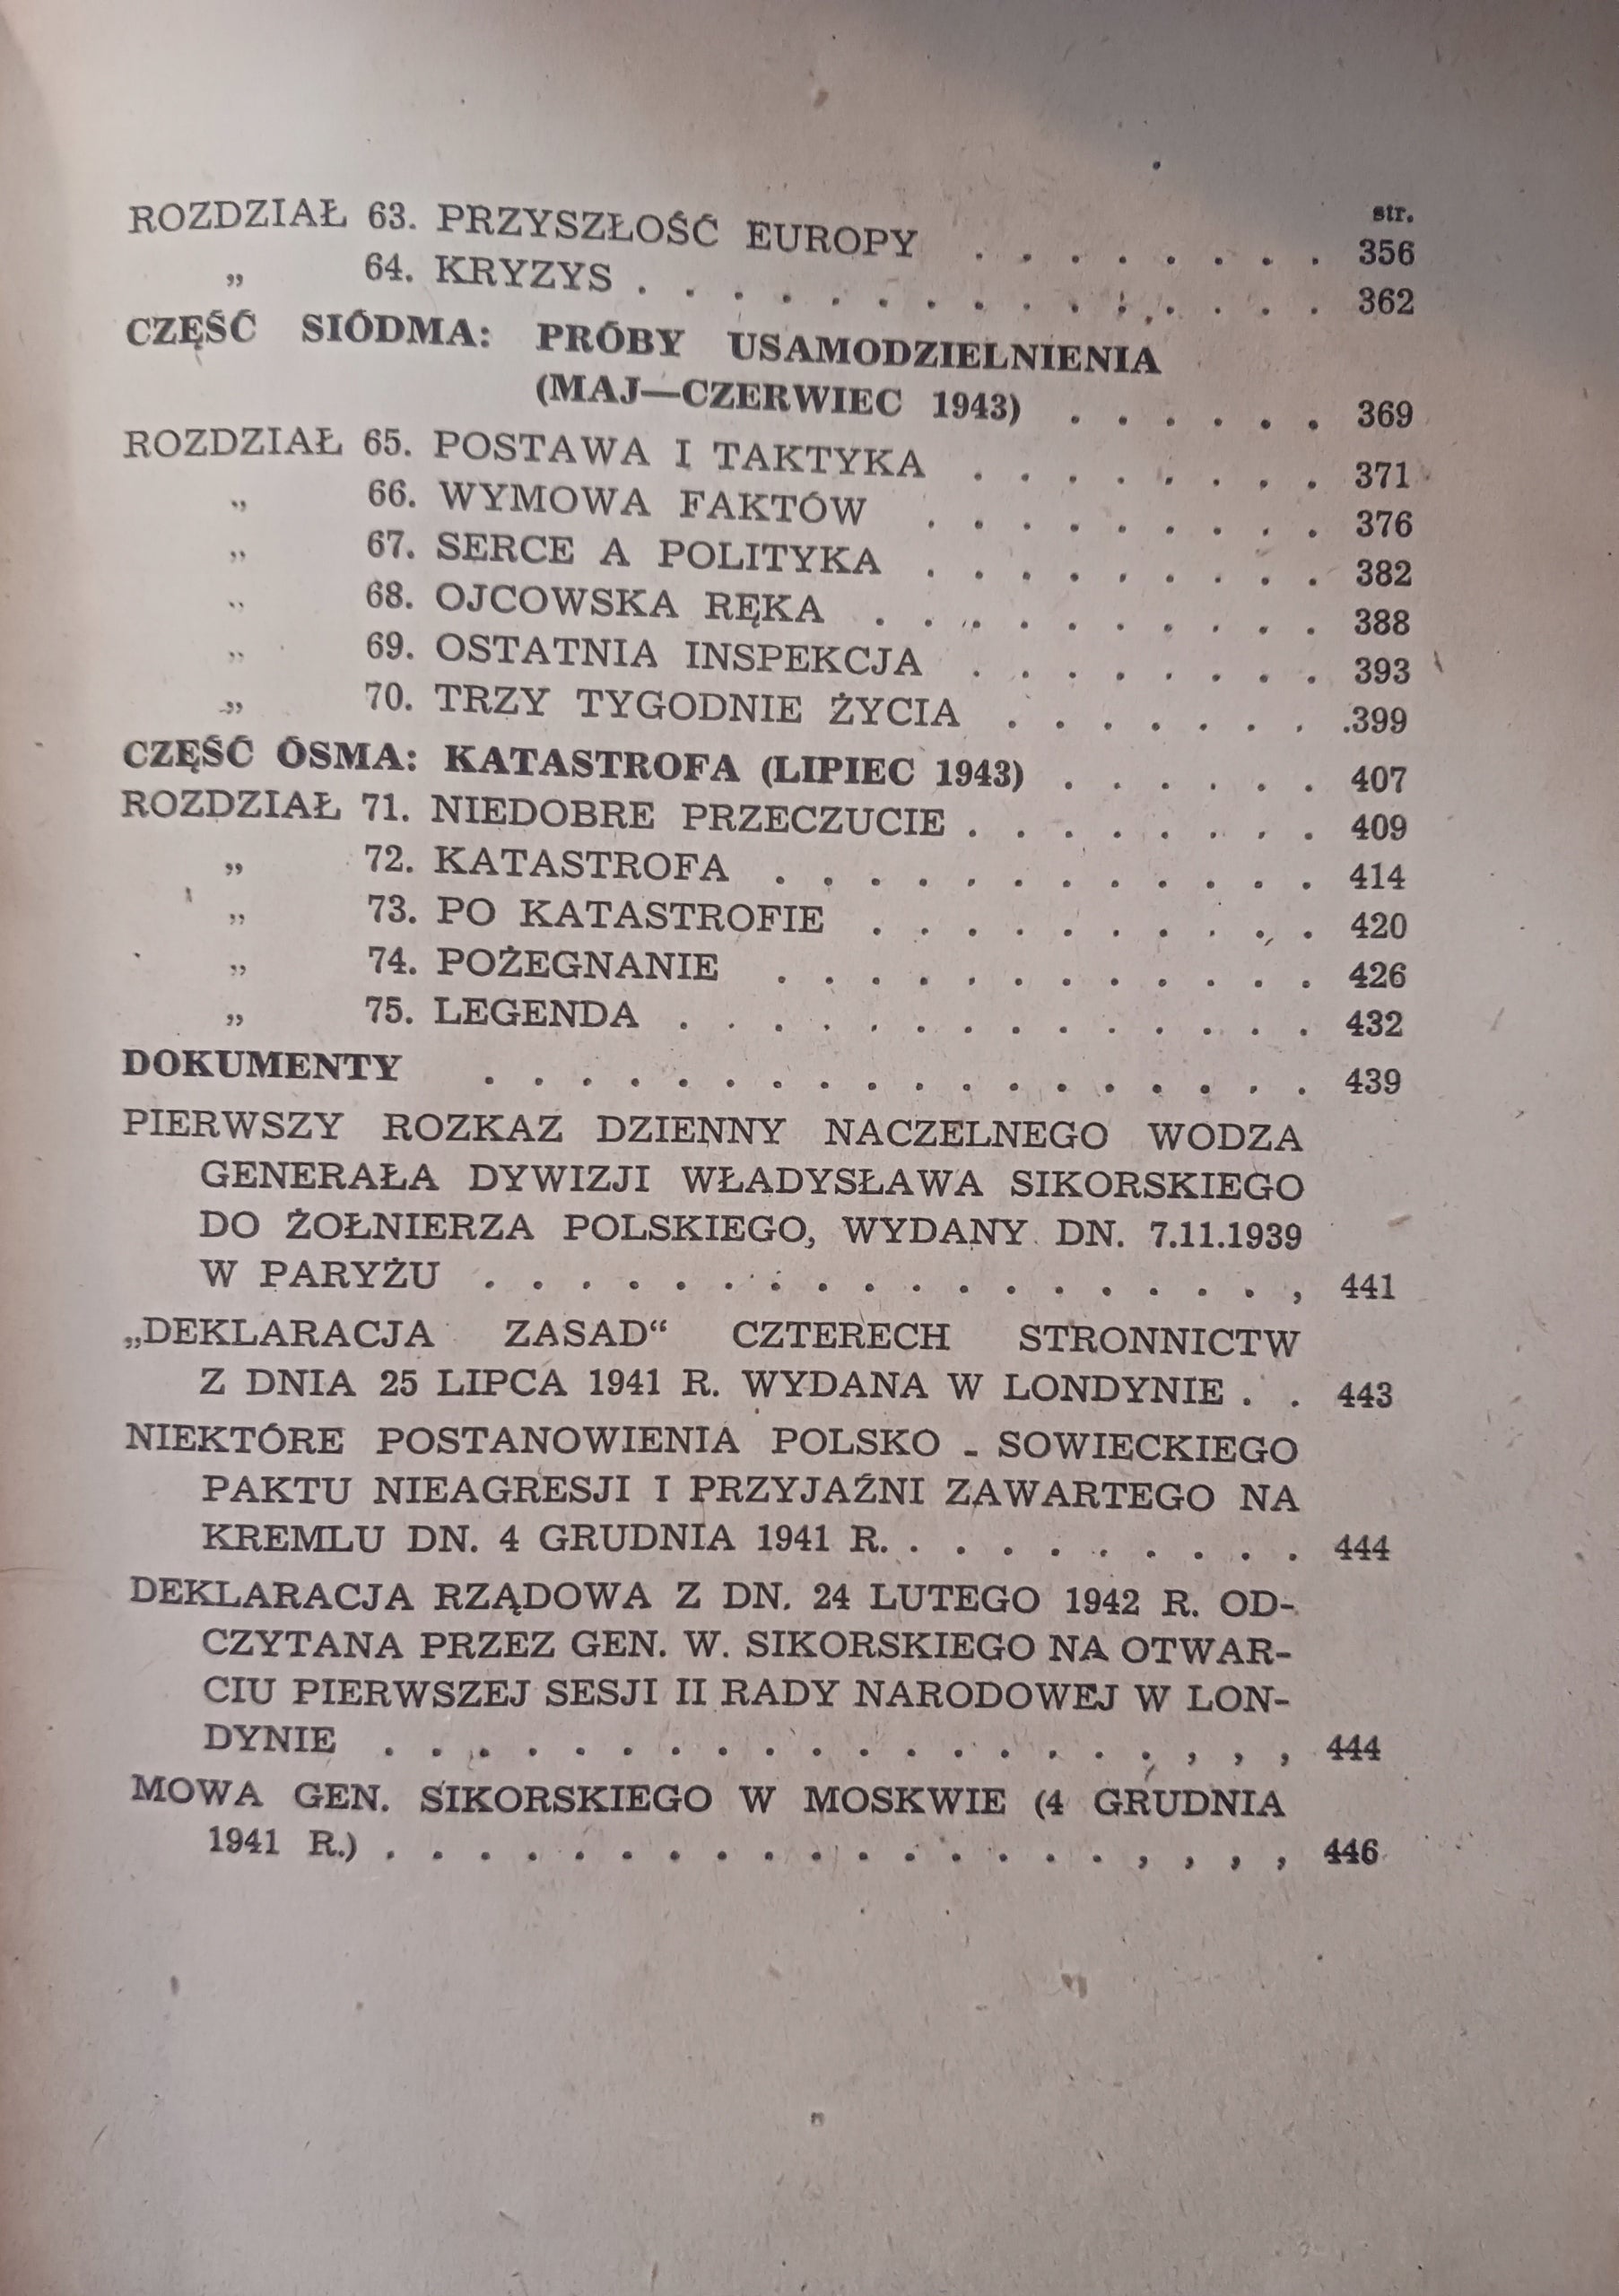 str.
ROZDZIAŁ 63. PRZYSZŁOŚĆ EUROPY . . . . . . . . 356
„ 64. KRYZYS . . . . . . . . . . . . . . . 362
CZĘŚĆ SIÓDMA: PRÓBY USAMODZIELNIENIA
(MAJ—CZERWIEC 1943) . . . . . . 369
ROZDZIAŁ 65. POSTAWA I TAKTYKA . . . . . . . . 371
„ 66. WYMOWA FAKTÓW . . . . . . . . . 376
„ 67. SERCE A POLITYKA . . . . . . . . . 382
„ 68. OJCOWSKA RĘKA . . . . . . . . . . 388
„ 69. OSTATNIA INSPEKCJA . . . . . . . . 393
„ 70. TRZY TYGODNIE ŻYCIA . . . . . . . .399
CZĘŚĆ ÓSMA: KATASTROFA (LIPIEC 1943) . . . . . . 407
ROZDZIAŁ 71. NIEDOBRE PRZECZUCIE . . . . . . . . 409
„ 72. KATASTROFA . . . . . . . . . . . . 414
„ 73. PO KATASTROFIE . . . . . . . . . . 420
„ 74. POŻEGNANIE . . . . . . . . . . . . 426
„ 75. LEGENDA . . . . . . . . . . . . . . 432
DOKUMENTY . . . . . . . . . . . . . . . . . . 439
PIERWSZY ROZKAZ DZIENNY NACZELNEGO WODZA
GENERAŁA DYWIZJI WŁADYSŁAWA SIKORSKIEGO
DO ŻOŁNIERZA POLSKIEGO, WYDANY DN. 7.11.1939
W PARYŻU . . . . . . . . . . . . . . . . . , 441
„DEKLARACJA ZASAD“ CZTERECH STRONNICTW
Z DNIA 25 LIPCA 1941 R. WYDANA W LONDYNIE . . 443
NIEKTÓRE POSTANOWIENIA POLSKO - SOWIECKIEGO
PAKTU NIEAGRESJI I PRZYJAŹNI ZAWARTEGO NA
KREMLU DN. 4 GRUDNIA 1941 R. . . . . . . . . . 444
DEKLARACJA RZĄDOWA Z DN. 24 LUTEGO 1942 R. OD-
CZYTANA PRZEZ GEN. W. SIKORSKIEGO NA OTWAR-
CIU PIERWSZEJ SESJI II RADY NARODOWEJ W LON-
DYNIE . . . . . . . . . . . . . . . . . , , , 444
MOWA GEN. SIKORSKIEGO W MOSKWIE (4 GRUDNIA
1941 R.) . . . . . . . . . . . . . . . . , , , , 446